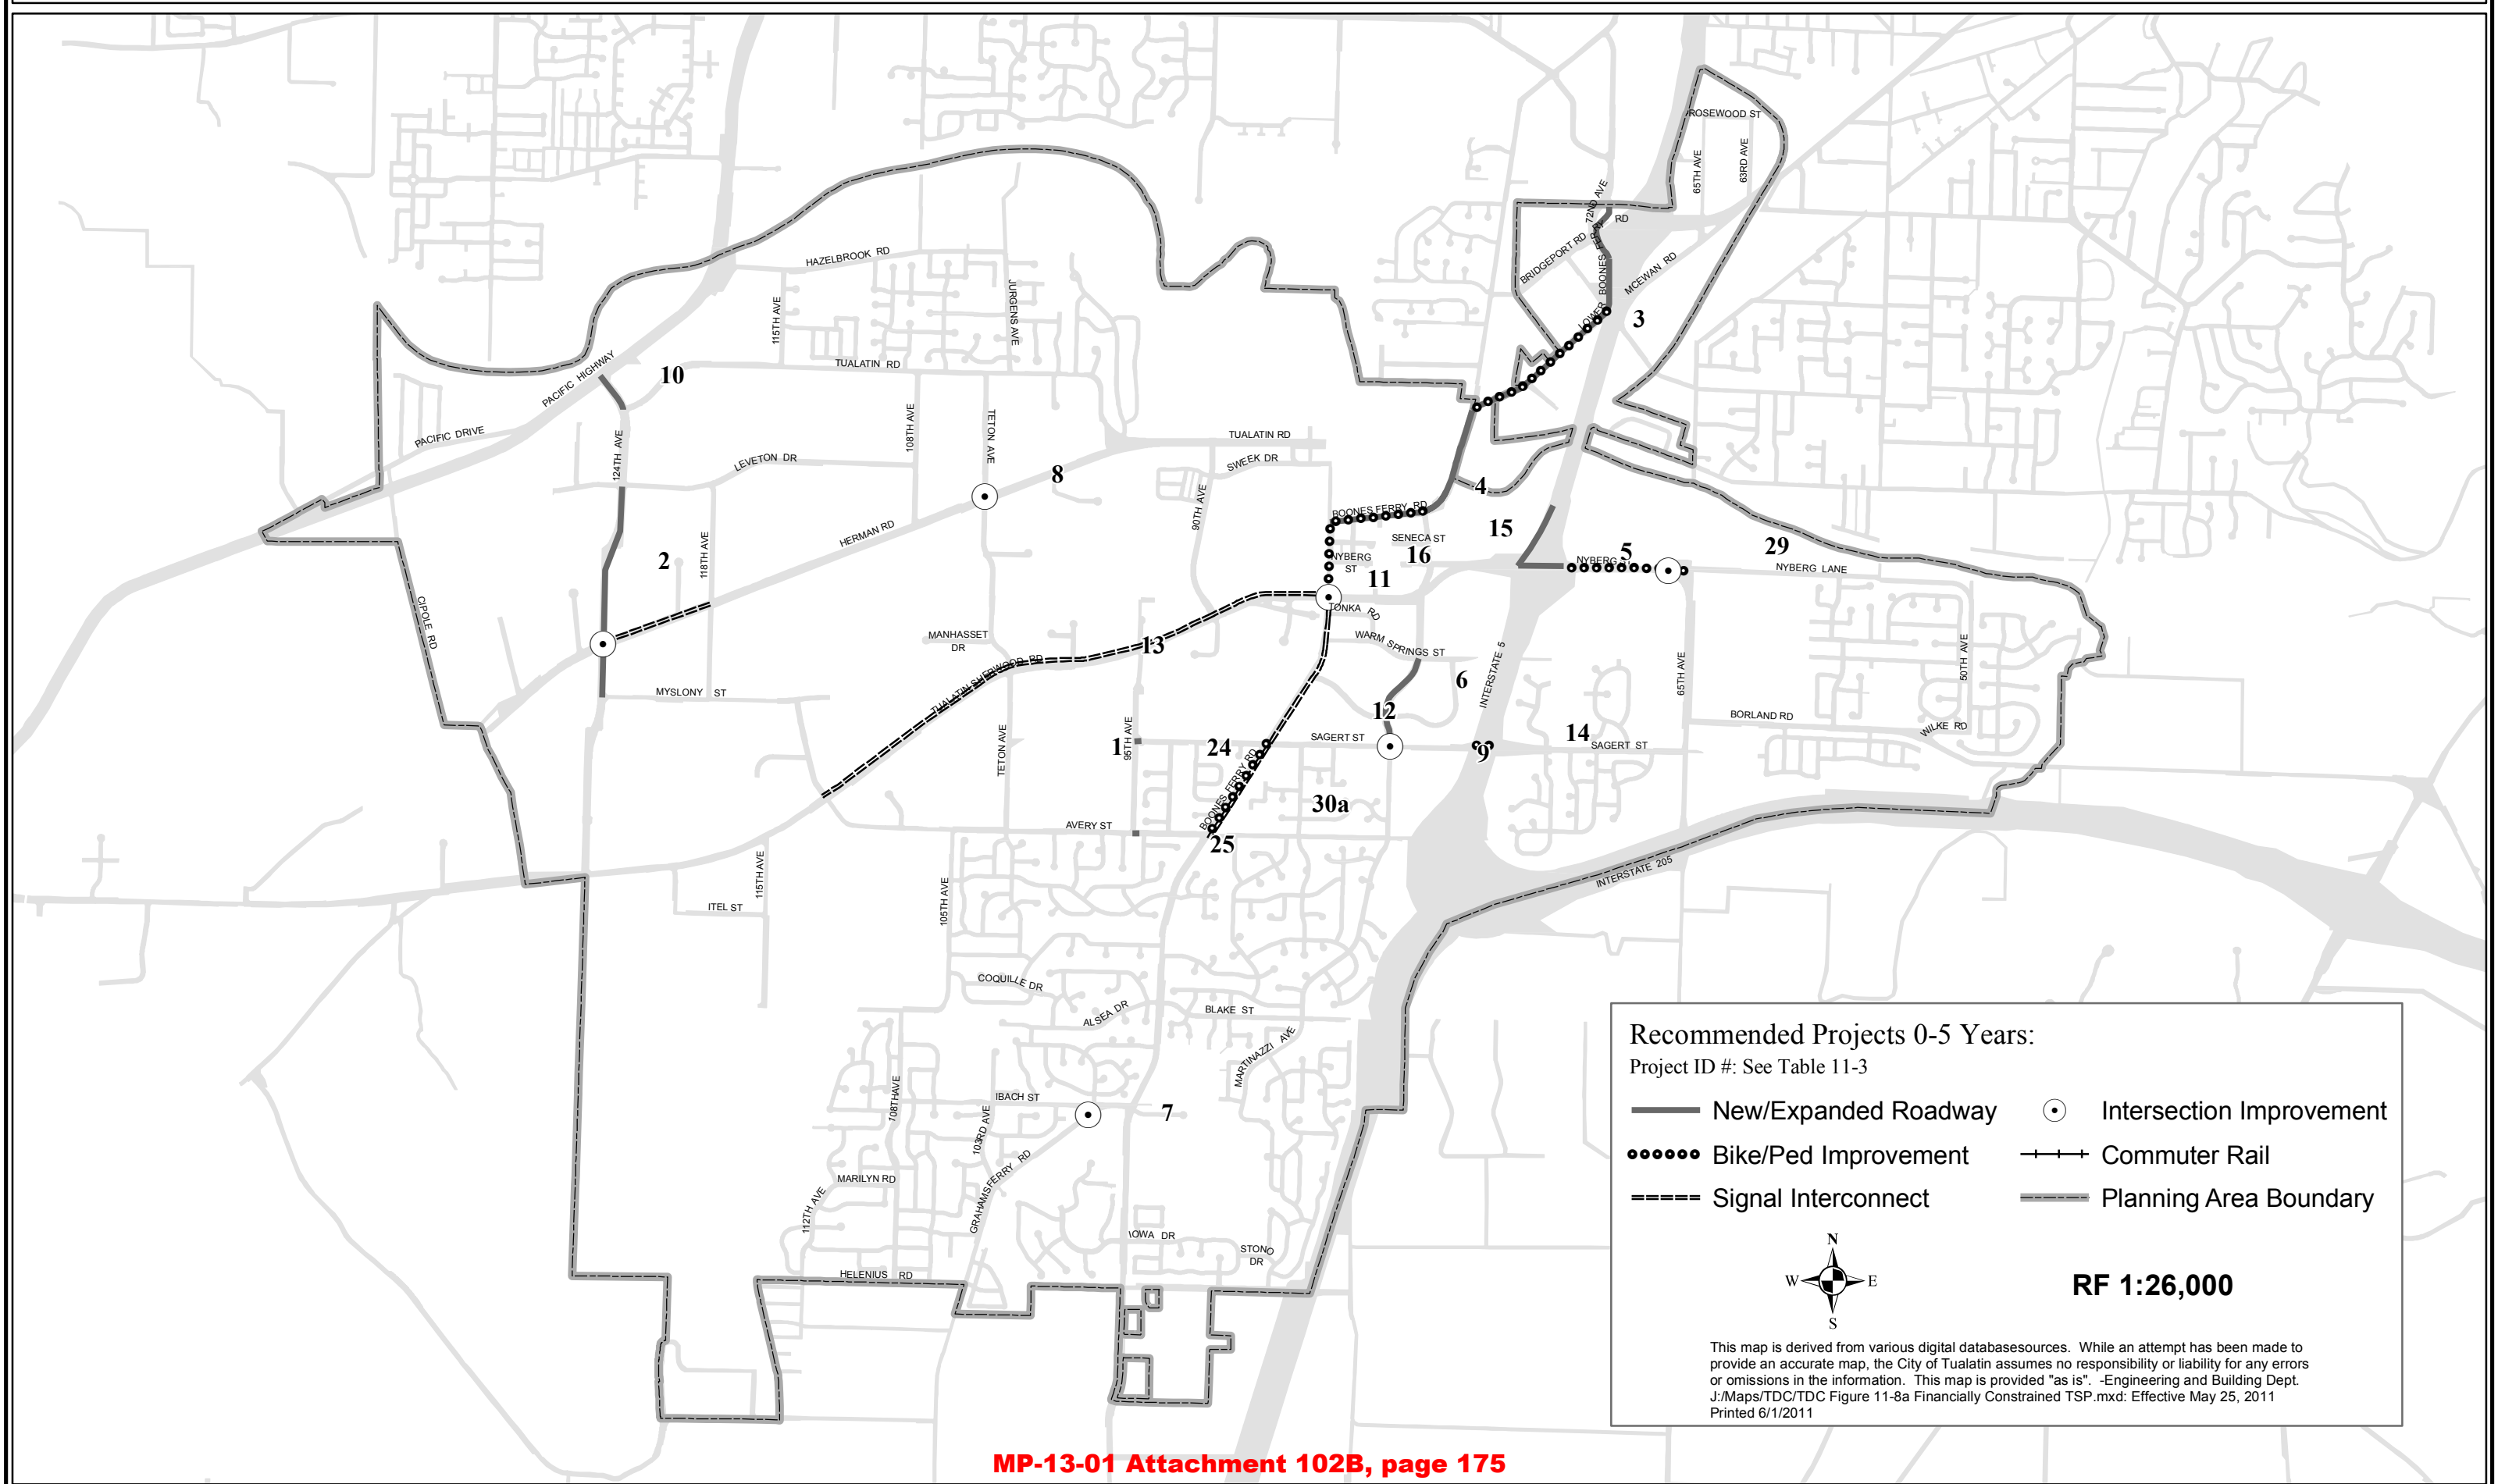 ROSEWOOD ST
65TH AVE
63RD AVE
72ND AVE
RD
BRIDGEPORT RD
LOWER BOONES FERRY
MCEWAN RD
3
HAZELBROOK RD
115TH AVE
JURGENS AVE
TUALATIN RD
10
PACIFIC HIGHWAY
PACIFIC DRIVE
124TH AVE
108TH AVE
TETON AVE
LEVETON DR
TUALATIN RD
SWEEK DR
8
90TH AVE
4
BOONES FERRY RD
15
SENECA ST
16
NYBERG
ST
11
NYBERG ST
5
29
NYBERG LANE
HERMAN RD
2
118TH AVE
CIPOLE RD
TONKA RD
WARM SPRINGS ST
MANHASSET
DR
13
TUALATIN SHERWOOD RD
MYSLONY ST
6
INTERSTATE 5
65TH AVE
50TH AVE
12
BORLAND RD
WILKE RD
1
95TH AVE
24
SAGERT ST
9
14
SAGERT ST
TETON AVE
BOONES FERRY RD
30a
AVERY ST
25
115TH AVE
ITEL ST
105TH AVE
INTERSTATE 205
COQUILLE DR
ALSEA DR
BLAKE ST
MARTINAZZI AVE
108THAVE
IBACH ST
103RD AVE
7
GRAHAMS FERRY RD
MARILYN RD
112TH AVE
IOWA DR
STONO
DR
HELENIUS RD
Recommended Projects 0-5 Years:
Project ID #: See Table 11-3
New/Expanded Roadway
Intersection Improvement
Bike/Ped Improvement
Commuter Rail
Signal Interconnect
Planning Area Boundary
N
W E
S
RF 1:26,000
This map is derived from various digital databasesources. While an attempt has been made to
provide an accurate map, the City of Tualatin assumes no responsibility or liability for any errors
or omissions in the information. This map is provided "as is". -Engineering and Building Dept.
J:/Maps/TDC/TDC Figure 11-8a Financially Constrained TSP.mxd: Effective May 25, 2011
Printed 6/1/2011
MP-13-01 Attachment 102B, page 175